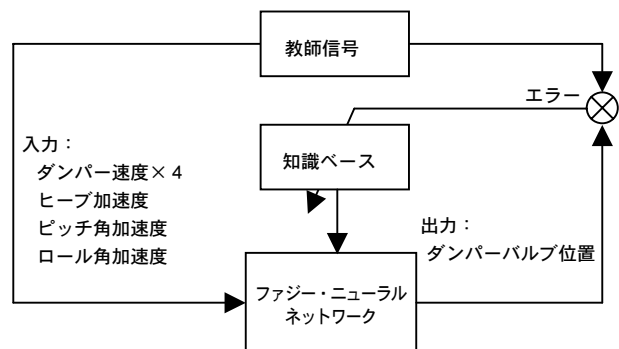 教師信号
エラー
知識ベース
入力：
ダンパー速度×4
ヒーブ加速度
ピッチ角加速度
ロール角加速度
出力：
ダンパーバルブ位置
ファジー・ニューラル
ネットワーク